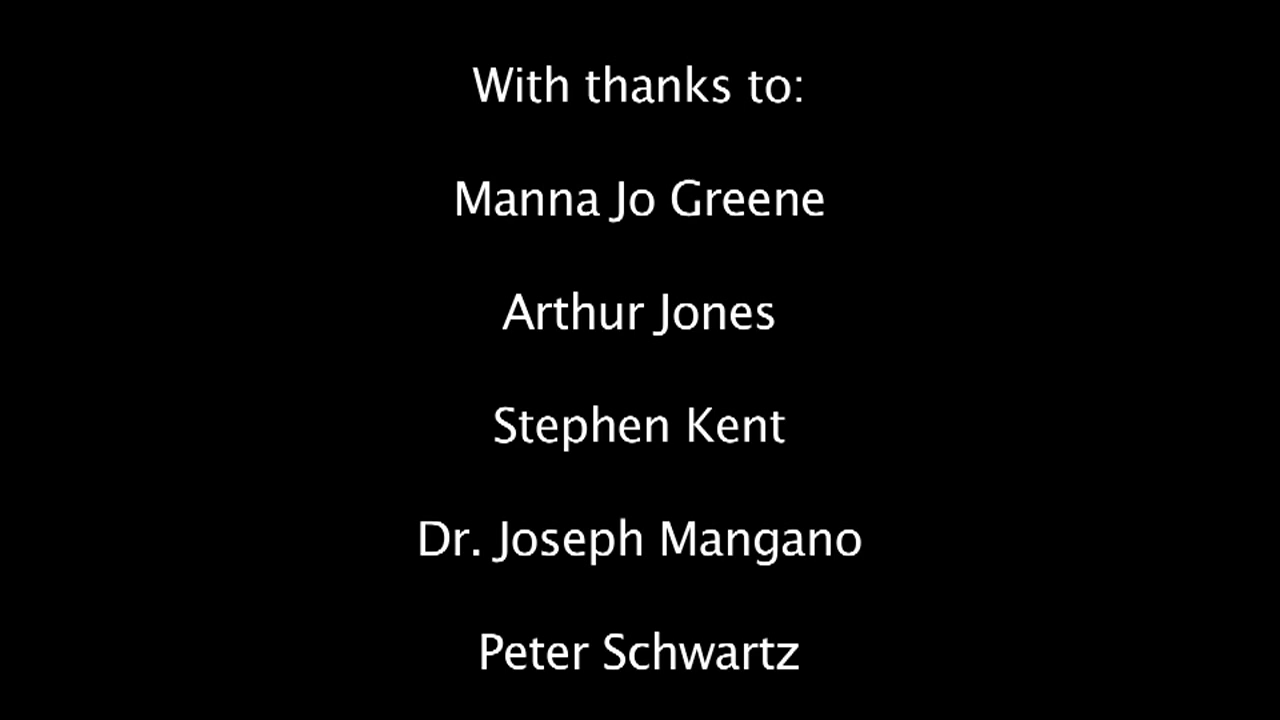 With thanks to:
Manna Jo Greene
Arthur Jones
Stephen Kent
Dr. Joseph Mangano
Peter Schwartz